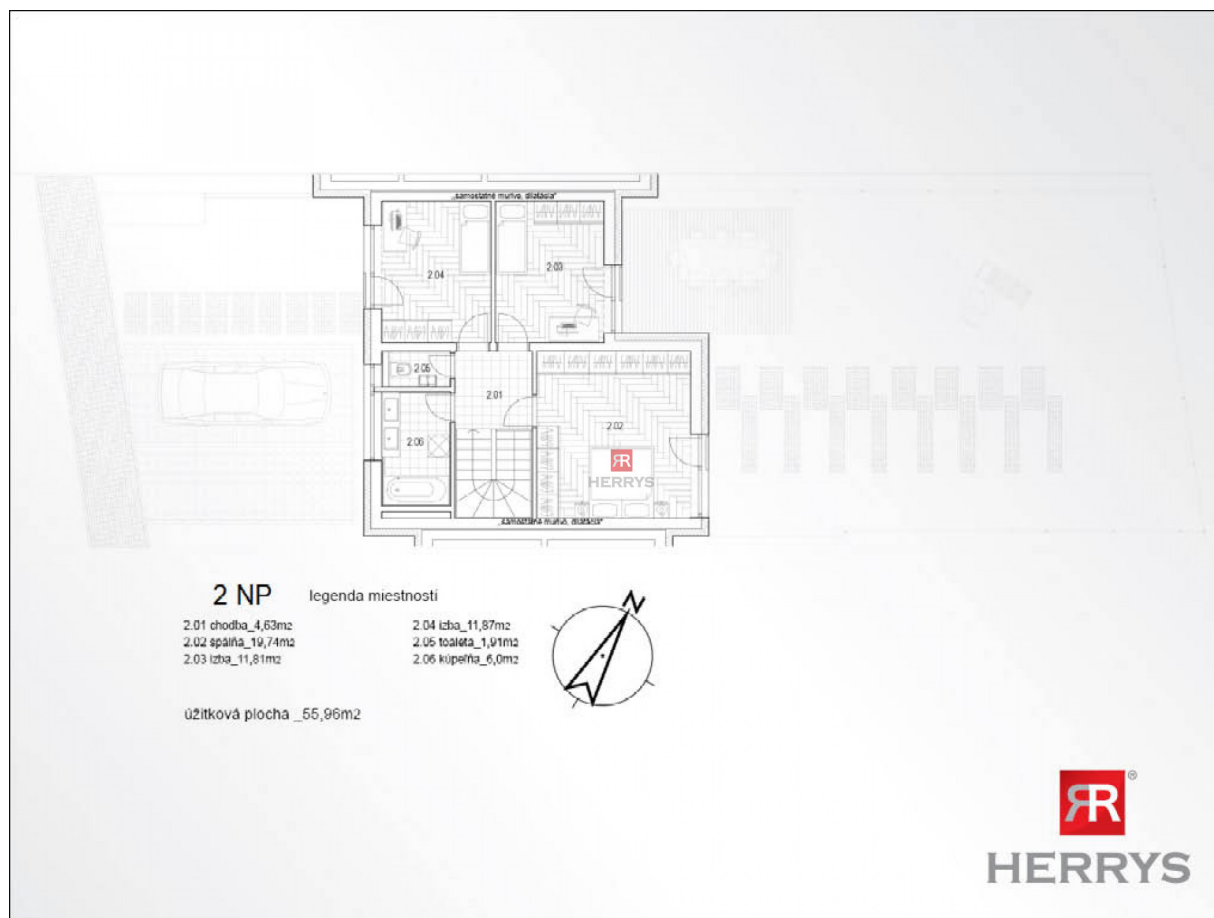 „samostatné murivo, dilatácia"
2.04
2.03
2.05
2.01
2.06
2.02
RR
HERRYS
„samostatné murivo, dilatácia"
2 NP legenda miestností
2.01 chodba_4,63m2
2.02 spálňa_19,74m2
2.03 izba_11,81m2
2.04 izba_11,87m2
2.05 toaleta_1,91m2
2.06 kúpeľňa_6,0m2
úžitková plocha _55,96m2
N
RR®
HERRYS